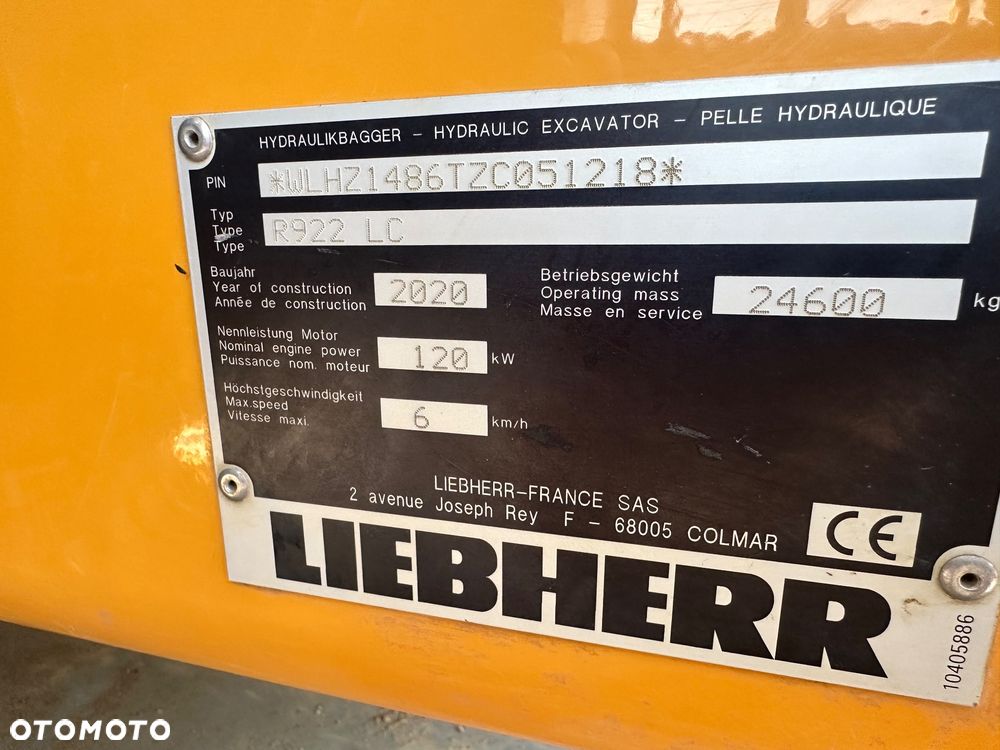 HYDRAULIKBAGGER - HYDRAULIC EXCAVATOR - PELLE HYDRAULIQUE
PIN *WLHZ1486TZC051218*
Typ
Type R922 LC
Type
Baujahr
Year of construction 2020
Année de construction
Betriebsgewicht
Operating mass 24600 kg
Masse en service
Nennleistung Motor
Nominal engine power 120 kW
Puissance nom. moteur
Höchstgeschwindigkeit
Max.speed 6 km/h
Vitesse maxi.
LIEBHERR-FRANCE SAS
2 avenue Joseph Rey F - 68005 COLMAR
CE
LIEBHERR
10405886
OTOMOTO